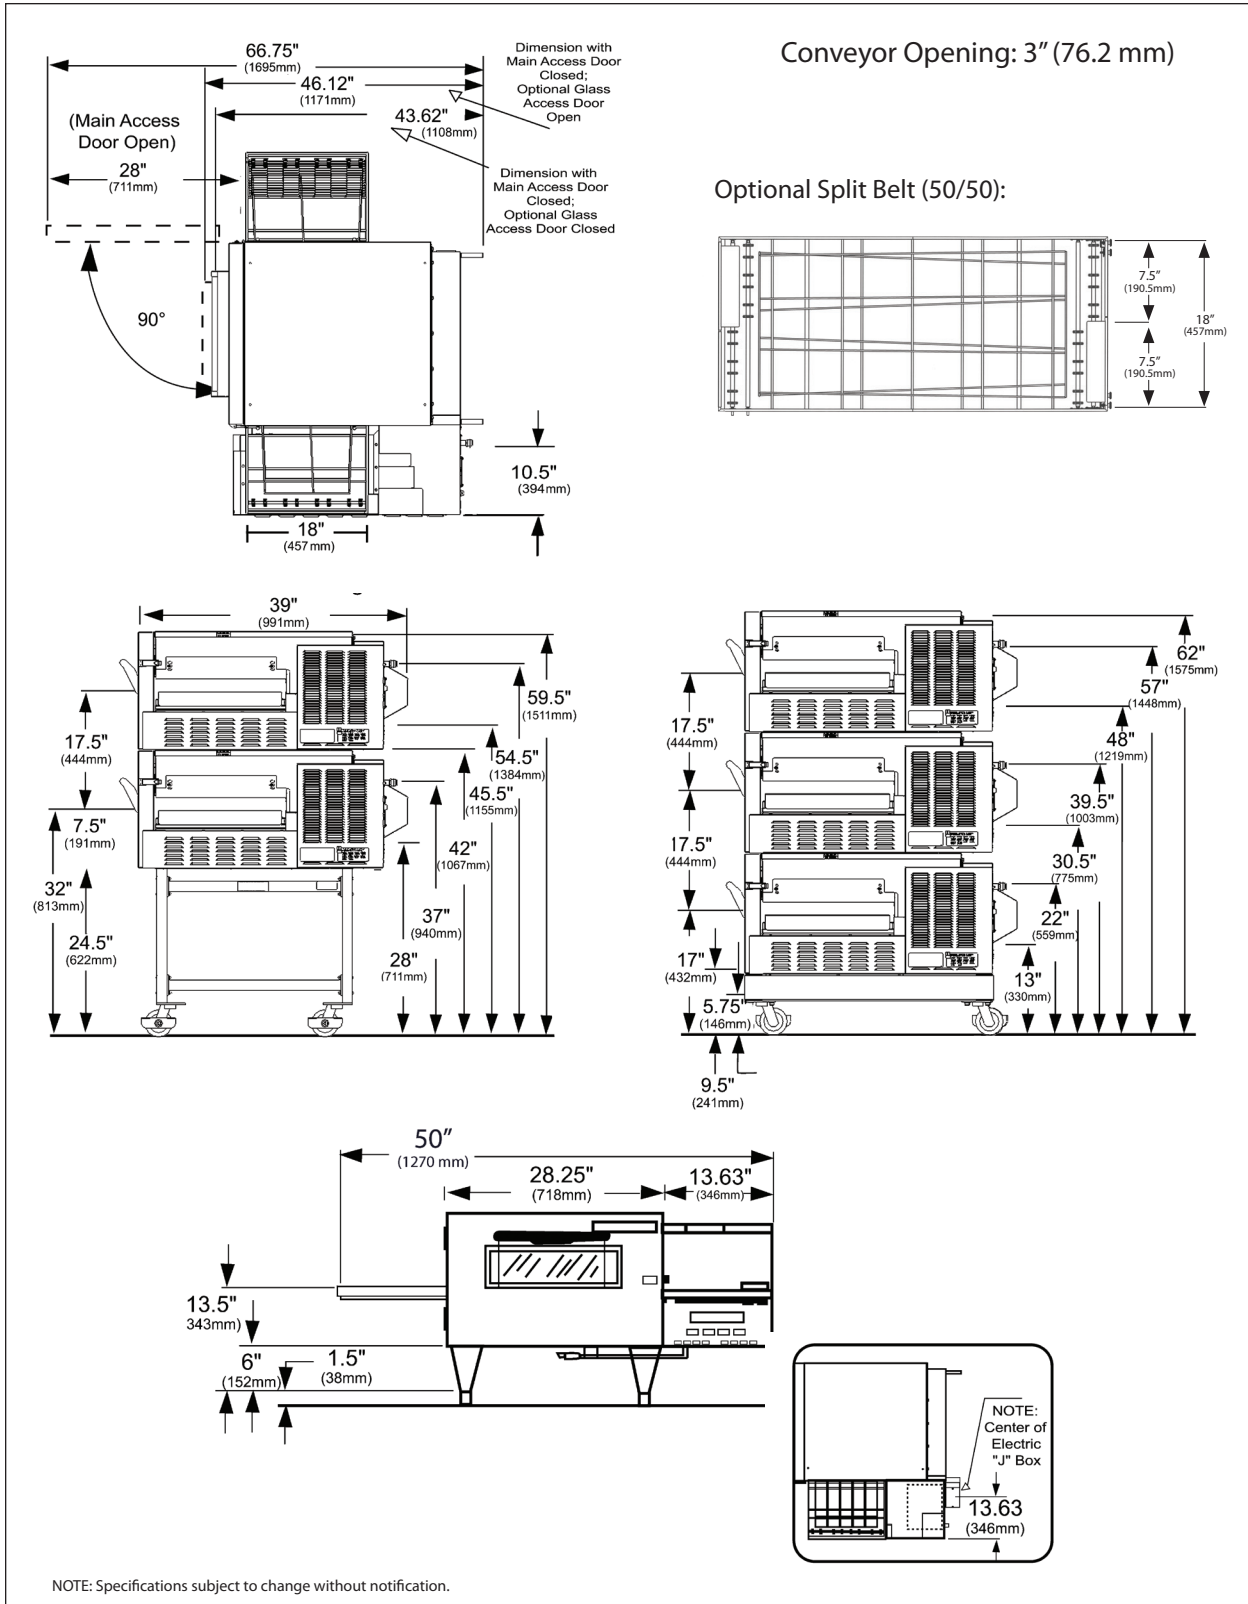 66.75"
(1695mm)
46.12"
(1171mm)
43.62"
(1108mm)
Dimension with
Main Access Door
Closed;
Optional Glass
Access Door
Open
Conveyor Opening: 3” (76.2 mm)
(Main Access
Door Open)
28"
(711mm)
Dimension with
Main Access Door
Closed;
Optional Glass
Access Door Closed
90°
10.5"
(394mm)
18"
(457mm)
Optional Split Belt (50/50):
7.5”
(190.5mm)
18”
(457mm)
7.5”
(190.5mm)
39"
(991mm)
17.5"
(444mm)
7.5"
(191mm)
32"
(813mm)
24.5"
(622mm)
59.5"
(1511mm)
54.5"
(1384mm)
45.5"
(1155mm)
42"
(1067mm)
37"
(940mm)
28"
(711mm)
62"
(1575mm)
57"
(1448mm)
48"
(1219mm)
39.5"
(1003mm)
30.5"
(775mm)
22"
(559mm)
13"
(330mm)
17.5"
(444mm)
17.5"
(444mm)
17"
(432mm)
5.75"
(146mm)
9.5"
(241mm)
50”
(1270 mm)
28.25"
(718mm)
13.63"
(346mm)
13.5"
343mm)
6"
(152mm)
1.5"
(38mm)
NOTE:
Center of
Electric
"J" Box
13.63
(346mm)
NOTE: Specifications subject to change without notification.